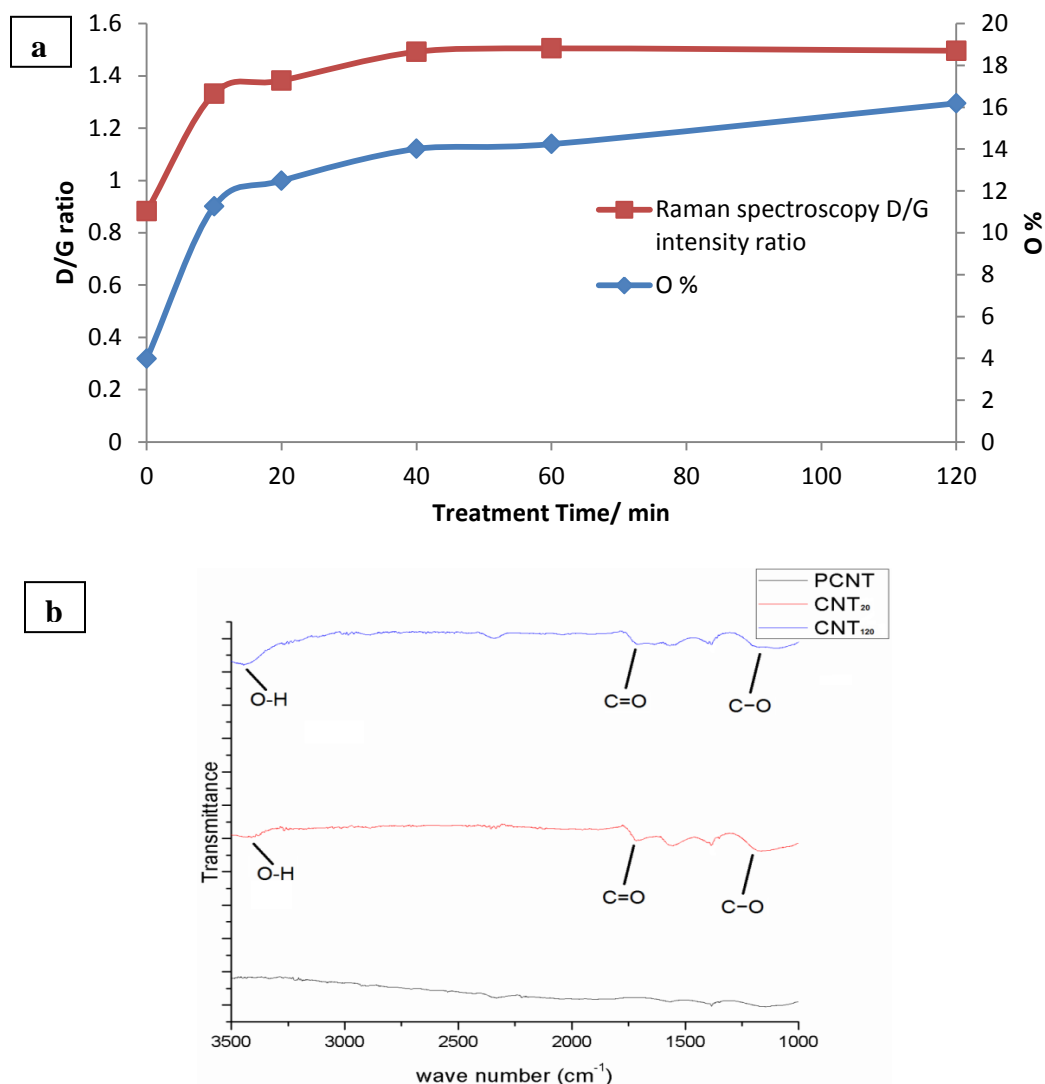 a
1.6
1.4
1.2
1
0.8
0.6
0.4
0.2
0
D/G ratio
20
18
16
14
12
10
8
6
4
2
0
O %
Raman spectroscopy D/G
intensity ratio
O %
0 20 40 60 80 100 120
Treatment Time/ min
b
PCNT
CNT₂₀
CNT₁₂₀
O-H
C=O
C−O
O-H
C=O
C−O
Transmittance
3500 3000 2500 2000 1500 1000
wave number (cm⁻¹)